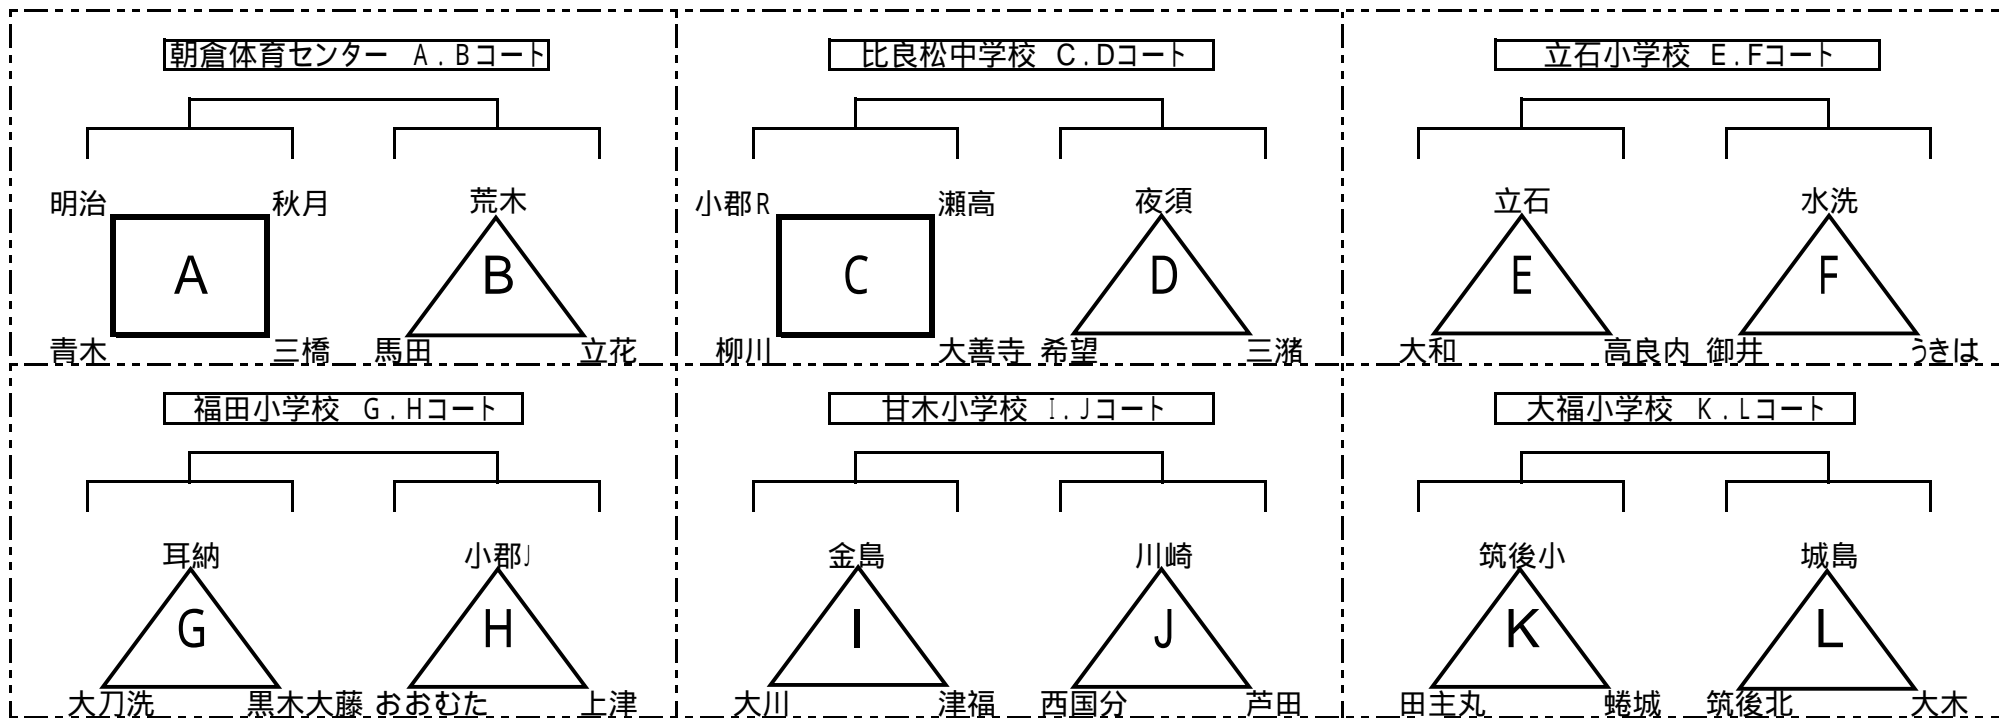 朝倉体育センター A.Bコート
比良松中学校 C.Dコート
立石小学校 E.Fコート
明治 秋月 荒木
小郡R 瀬高 夜須
立石 水洗
A B C D E F
青木 三橋 馬田 立花
柳川 大善寺 希望 三潴
大和 高良内 御井 うきは
福田小学校 G.Hコート
甘木小学校 I.Jコート
大福小学校 K.Lコート
耳納 小郡J
金島 川崎
筑後小 城島
G H I J K L
大刀洗 黒木大藤 おおむた 上津
大川 津福 西国分 芦田
田主丸 蜷城 筑後北 大木